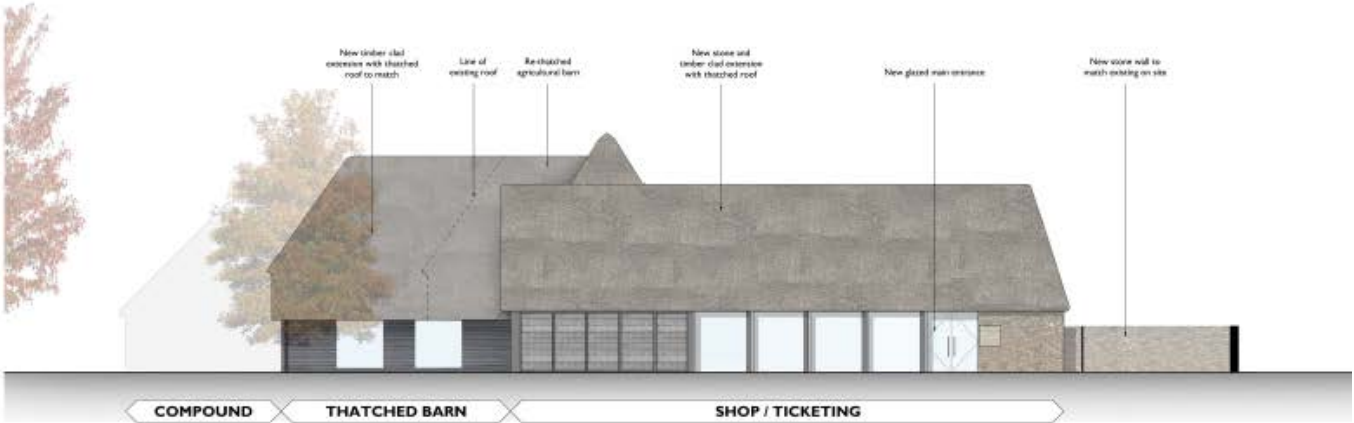 New timber clad
extension with thatched
roof to match
Line of
existing roof
Re-thatched
agricultural barn
New stone and
timber clad extension
with thatched roof
New glazed main entrance
New stone wall to
match existing on site
COMPOUND
THATCHED BARN
SHOP / TICKETING